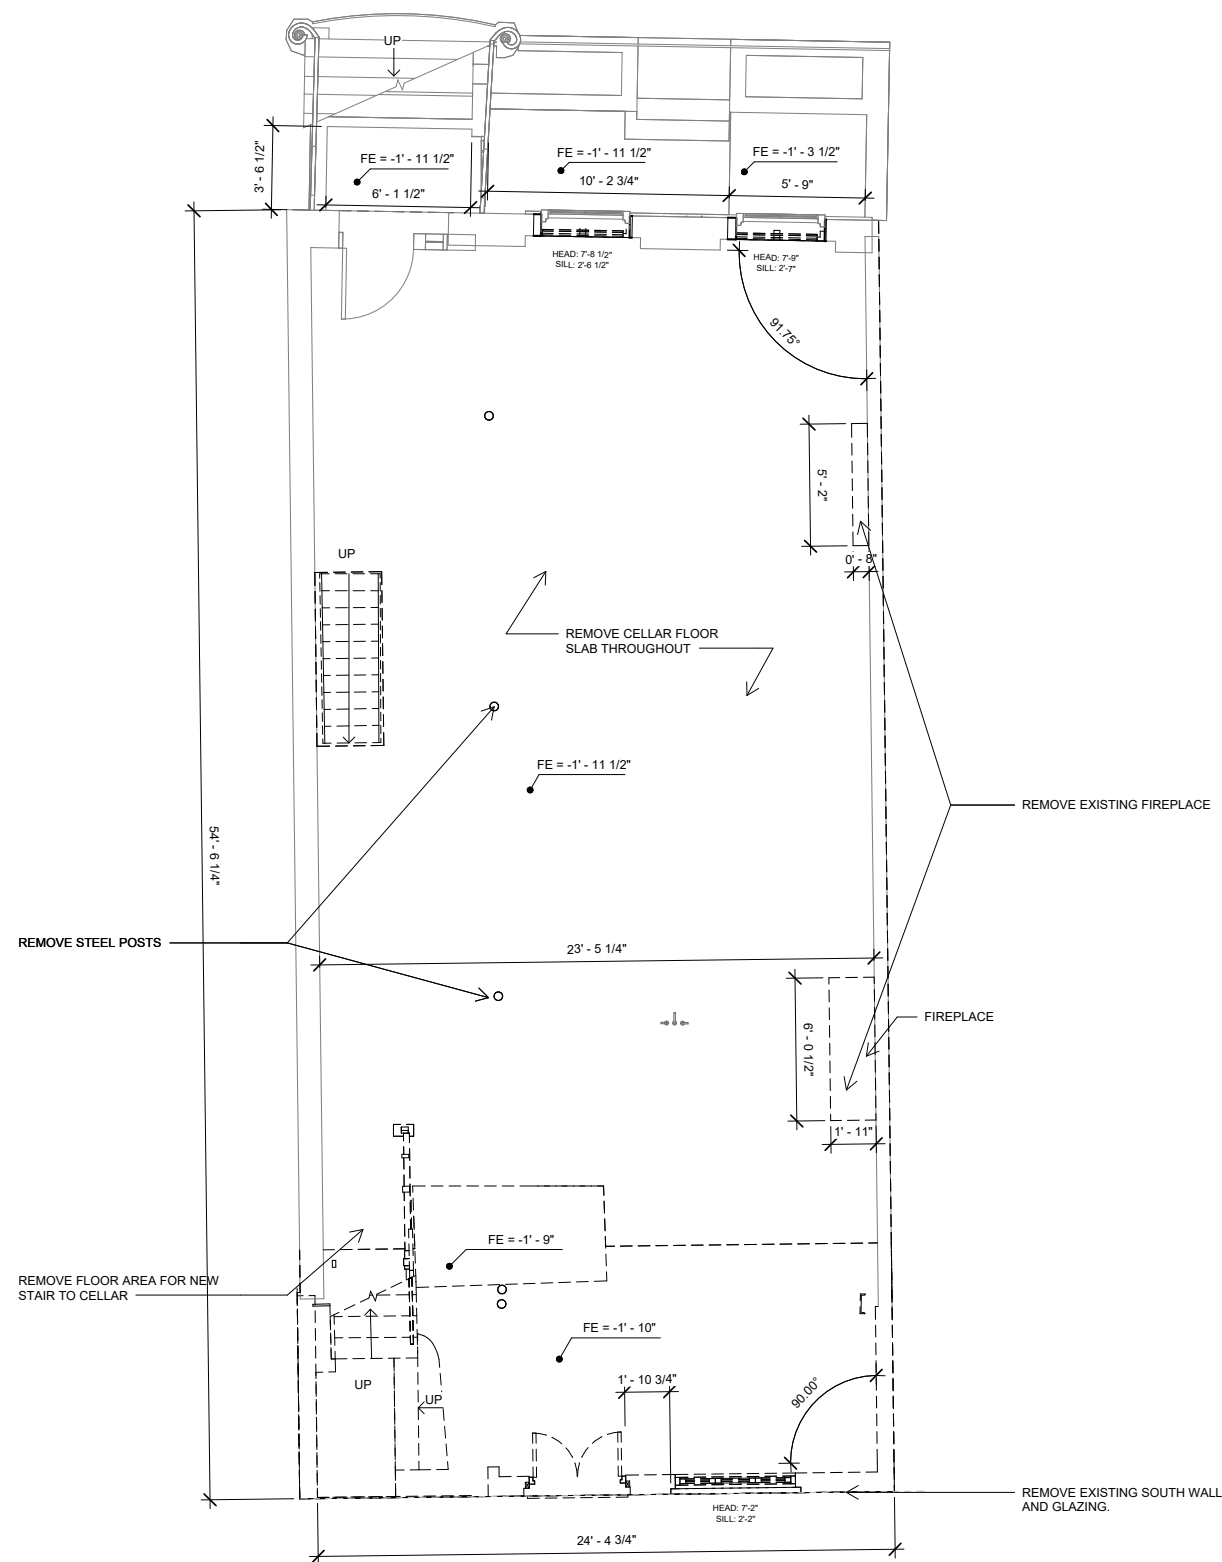 UP
3' - 6 1/2"
FE = -1' - 11 1/2"
6' - 1 1/2"
FE = -1' - 11 1/2"
10' - 2 3/4"
FE = -1' - 3 1/2"
5' - 9"
HEAD: 7'-8 1/2"
SILL: 2'-6 1/2"
HEAD: 7'-9"
SILL: 2'-7"
91.75°
5' - 2"
0' - 8"
UP
REMOVE CELLAR FLOOR
SLAB THROUGHOUT
FE = -1' - 11 1/2"
REMOVE EXISTING FIREPLACE
54' - 6 1/4"
REMOVE STEEL POSTS
23' - 5 1/4"
6' - 0 1/2"
FIREPLACE
1' - 11"
FE = -1' - 9"
REMOVE FLOOR AREA FOR NEW
STAIR TO CELLAR
FE = -1' - 10"
1' - 10 3/4"
90.00°
UP
UP
HEAD: 7'-2"
SILL: 2'-2"
REMOVE EXISTING SOUTH WALL
AND GLAZING.
24' - 4 3/4"